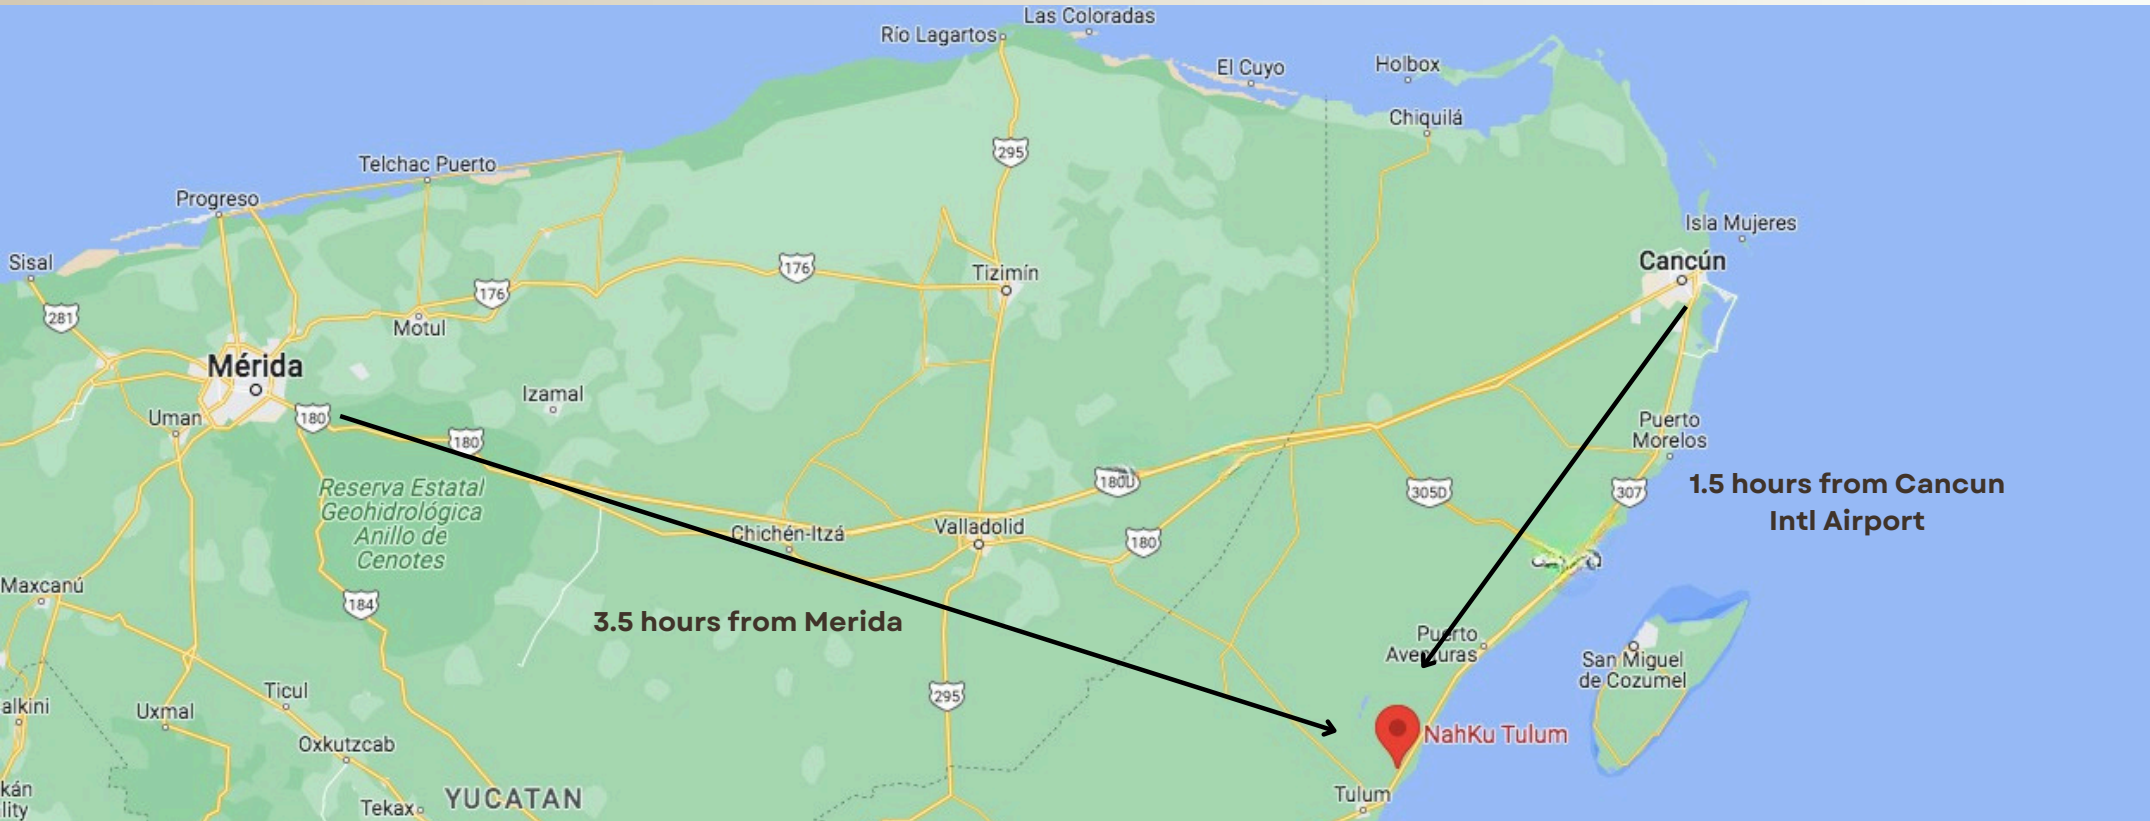 Las Coloradas
Río Lagartos
El Cuyo
Holbox
Chiquilá
295
Telchac Puerto
Progreso
Isla Mujeres
Sisal
Cancún
176
Tizimín
176
281
Motul
Mérida
Izamal
Uman
180
180
Puerto
Morelos
Reserva Estatal
Geohidrológica
Anillo de
Cenotes
180D
305D
307
1.5 hours from Cancun
Intl Airport
Chichén-Itzá
Valladolid
180
Maxcanú
184
3.5 hours from Merida
Puerto
Aventuras
San Miguel
de Cozumel
295
Ticul
alkini
Uxmal
NahKu Tulum
Oxkutzcab
kán
lity
YUCATAN
Tekax
Tulum